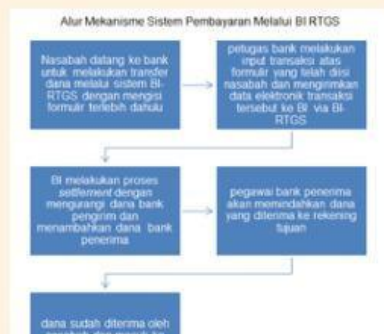 Alur Mekanisme Sistem Pembayaran Melalui BI RTGS
Nasabah datang ke bank
untuk melakukan transfer
dana melalui sistem BI-
RTGS dengan mengisi
formulir terlebih dahulu
petugas bank melakukan
input transaksi atas
formulir yang telah diisi
nasabah dan mengirimkan
data elektronik transaksi
tersebut ke BI via BI-
RTGS
BI melakukan proses
settlement dengan
mengurangi dana bank
pengirim dan
menambahkan dana bank
penerima
pegawai bank penerima
akan memindahkan dana
yang diterima ke rekening
tujuan
dana sudah diterima oleh